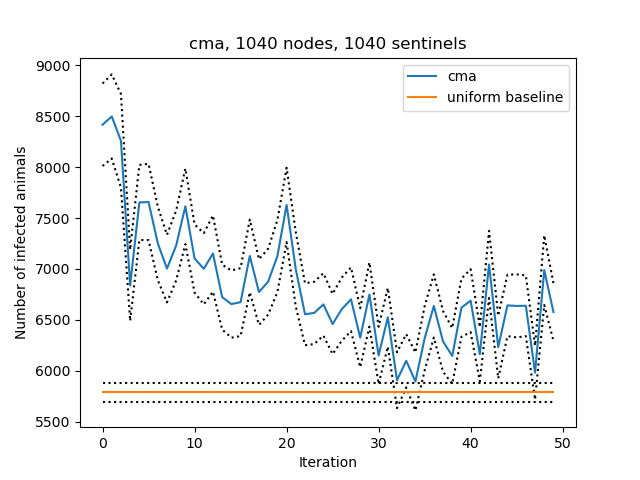 cma, 1040 nodes, 1040 sentinels
cma
uniform baseline
Number of infected animals
9000
8500
8000
7500
7000
6500
6000
5500
0 10 20 30 40 50
Iteration